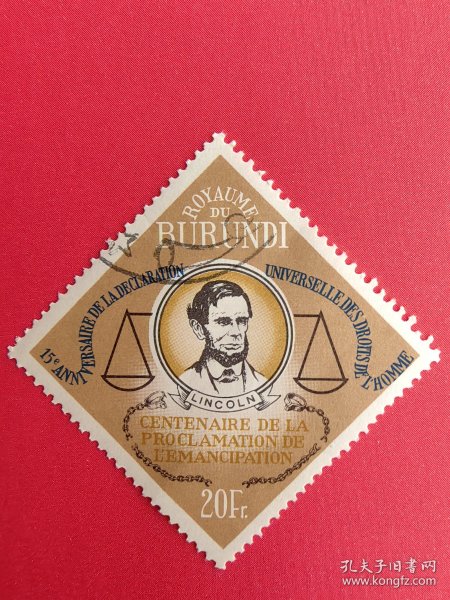 ROYAUME
DU
BURUNDI
15e ANNIVERSAIRE DE LA DECLARATION UNIVERSELLE DES DROITS DE L'HOMME
LINCOLN
CENTENAIRE DE LA
PROCLAMATION DE
L'EMANCIPATION
20Fr.
孔夫子旧书网
www.kongfz.com